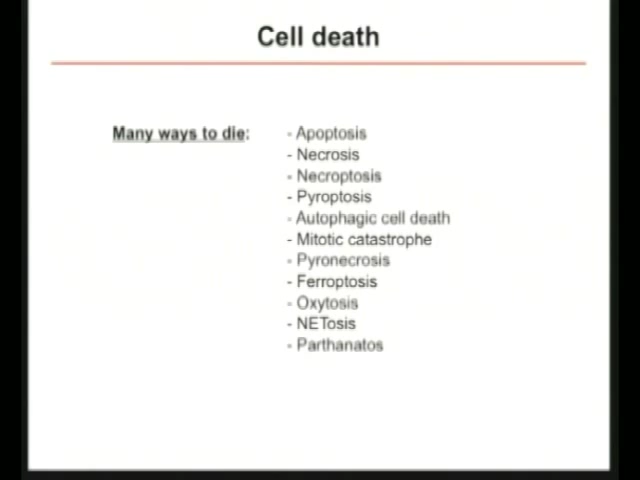 Cell death
Many ways to die: - Apoptosis
- Necrosis
- Necroptosis
- Pyroptosis
- Autophagic cell death
- Mitotic catastrophe
- Pyronecrosis
- Ferroptosis
- Oxytosis
- NETosis
- Parthanatos